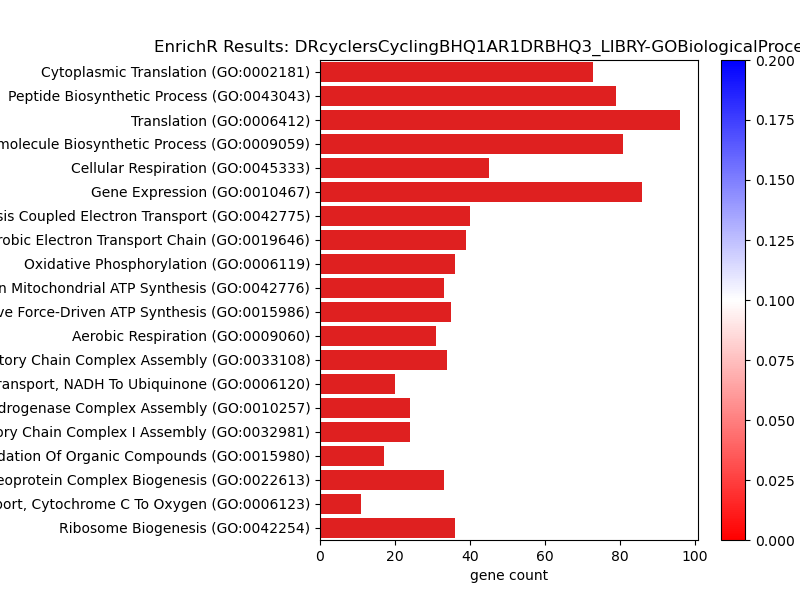 EnrichR Results: DRcyclersCyclingBHQ1AR1DRBHQ3_LIBRY-GOBiologicalProce
Cytoplasmic Translation (GO:0002181)
Peptide Biosynthetic Process (GO:0043043)
Translation (GO:0006412)
molecule Biosynthetic Process (GO:0009059)
Cellular Respiration (GO:0045333)
Gene Expression (GO:0010467)
sis Coupled Electron Transport (GO:0042775)
robic Electron Transport Chain (GO:0019646)
Oxidative Phosphorylation (GO:0006119)
n Mitochondrial ATP Synthesis (GO:0042776)
ve Force-Driven ATP Synthesis (GO:0015986)
Aerobic Respiration (GO:0009060)
tory Chain Complex Assembly (GO:0033108)
ransport, NADH To Ubiquinone (GO:0006120)
drogenase Complex Assembly (GO:0010257)
ory Chain Complex I Assembly (GO:0032981)
dation Of Organic Compounds (GO:0015980)
eoprotein Complex Biogenesis (GO:0022613)
port, Cytochrome C To Oxygen (GO:0006123)
Ribosome Biogenesis (GO:0042254)
0 20 40 60 80 100
gene count
0.200
0.175
0.150
0.125
0.100
0.075
0.050
0.025
0.000